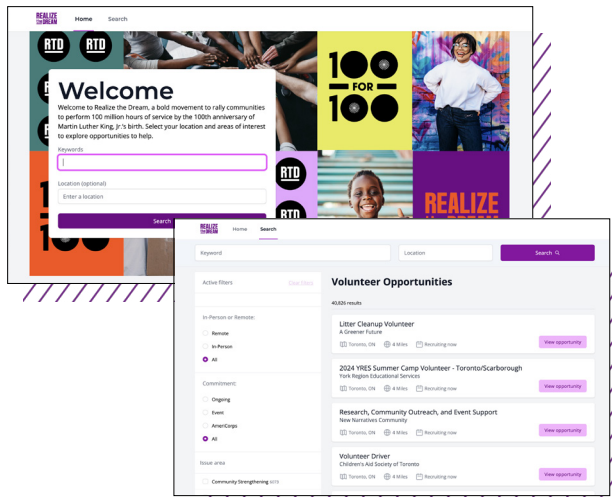 REALIZE
THE DREAM
Home
Search
RTD
RTD
100
FOR
100
Welcome
Welcome to Realize the Dream, a bold movement to rally communities
to perform 100 million hours of service by the 100th anniversary of
Martin Luther King, Jr.'s birth. Select your location and areas of interest
to explore opportunities to help.
Keywords
Location (optional)
Enter a location
Search
RTD
RTD
REALIZE
REALIZE
THE DREAM
Home
Search
Keyword
Location
Search
Active filters
Clear filters
Volunteer Opportunities
40,826 results
In-Person or Remote:
Remote
In Person
All
Commitment:
Ongoing
Event
AmeriCorps
All
Issue area
Community Strengthening
Litter Cleanup Volunteer
A Greener Future
Toronto, ON
4 Miles
Recruiting now
View opportunity
2024 YRES Summer Camp Volunteer - Toronto/Scarborough
York Region Educational Services
Toronto, ON
4 Miles
Recruiting now
View opportunity
Research, Community Outreach, and Event Support
New Narratives Community
Toronto, ON
4 Miles
Recruiting now
View opportunity
Volunteer Driver
Children's Aid Society of Toronto
Toronto, ON
4 Miles
Recruiting now
View opportunity